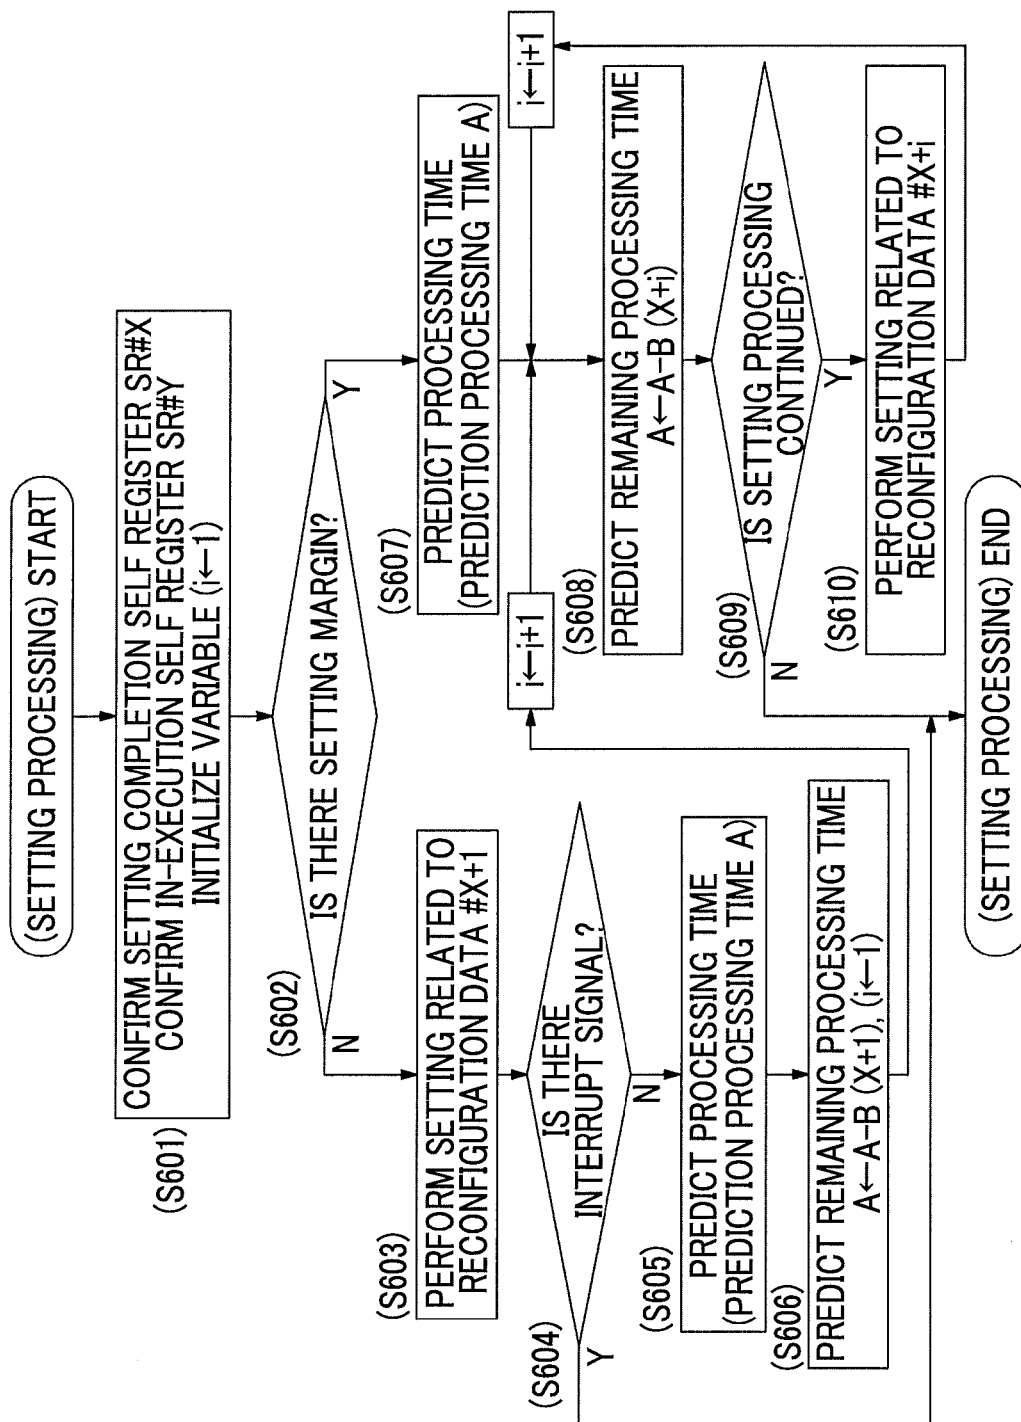 (SETTING PROCESSING) START
(S601)
CONFIRM SETTING COMPLETION SELF REGISTER SR#X
CONFIRM IN-EXECUTION SELF REGISTER SR#Y
INITIALIZE VARIABLE (i←1)
(S602)
IS THERE SETTING MARGIN?
N
Y
(S603)
PERFORM SETTING RELATED TO
RECONFIGURATION DATA #X+1
(S604)
IS THERE
INTERRUPT SIGNAL?
Y
N
(S605)
PREDICT PROCESSING TIME
(PREDICTION PROCESSING TIME A)
(S606)
PREDICT REMAINING PROCESSING TIME
A←A-B (X+1), (i←1)
i←i+1
(S607)
PREDICT PROCESSING TIME
(PREDICTION PROCESSING TIME A)
i←i+1
(S608)
PREDICT REMAINING PROCESSING TIME
A←A-B (X+i)
(S609)
IS SETTING PROCESSING
CONTINUED?
N
Y
(S610)
PERFORM SETTING RELATED TO
RECONFIGURATION DATA #X+i
(SETTING PROCESSING) END